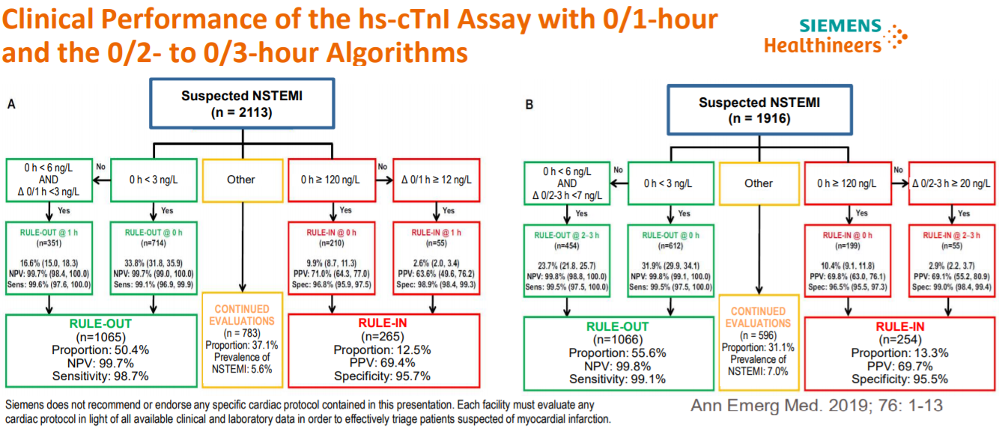 Clinical Performance of the hs-cTnI Assay with 0/1-hour
and the 0/2- to 0/3-hour Algorithms
SIEMENS
Healthineers
A
Suspected NSTEMI
(n = 2113)
0 h < 6 ng/L
AND
Δ 0/1 h <3 ng/L
No
0 h < 3 ng/L
Other
0 h ≥ 120 ng/L
No
Δ 0/1 h ≥ 12 ng/L
Yes
Yes
Yes
Yes
RULE-OUT @ 1 h
(n=351)
16.6% (15.0, 18.3)
NPV: 99.7% (98.4, 100.0)
Sens: 99.6% (97.6, 100.0)
RULE-OUT @ 0 h
(n=714)
33.8% (31.8, 35.9)
NPV: 99.7% (99.0, 100.0)
Sens: 99.1% (96.9, 99.9)
RULE-IN @ 0 h
(n=210)
9.9% (8.7, 11.3)
PPV: 71.0% (64.3, 77.0)
Spec: 96.8% (95.9, 97.5)
RULE-IN @ 1 h
(n=55)
2.6% (2.0, 3.4)
PPV: 63.6% (49.6, 76.2)
Spec: 98.9% (98.4, 99.3)
RULE-OUT
(n=1065)
Proportion: 50.4%
NPV: 99.7%
Sensitivity: 98.7%
CONTINUED
EVALUATIONS
(n = 783)
Proportion: 37.1%
Prevalence of
NSTEMI: 5.6%
RULE-IN
(n=265)
Proportion: 12.5%
PPV: 69.4%
Specificity: 95.7%
B
Suspected NSTEMI
(n = 1916)
0 h < 6 ng/L
AND
Δ 0/2-3 h <7 ng/L
No
0 h < 3 ng/L
Other
0 h ≥ 120 ng/L
No
Δ 0/2-3 h ≥ 20 ng/L
Yes
Yes
Yes
Yes
RULE-OUT @ 2-3 h
(n=454)
23.7% (21.8, 25.7)
NPV: 99.8% (98.8, 100.0)
Sens: 99.5% (97.5, 100.0)
RULE-OUT @ 0 h
(n=612)
31.9% (29.9, 34.1)
NPV: 99.8% (99.1, 100.0)
Sens: 99.5% (97.5, 100.0)
RULE-IN @ 0 h
(n=199)
10.4% (9.1, 11.8)
PPV: 69.8% (63.0, 76.1)
Spec: 96.5% (95.5, 97.3)
RULE-IN @ 2-3 h
(n=55)
2.9% (2.2, 3.7)
PPV: 69.1% (55.2, 80.9)
Spec: 99.0% (98.4, 99.4)
RULE-OUT
(n=1066)
Proportion: 55.6%
NPV: 99.8%
Sensitivity: 99.1%
CONTINUED
EVALUATIONS
(n = 596)
Proportion: 31.1%
Prevalence of
NSTEMI: 7.0%
RULE-IN
(n=254)
Proportion: 13.3%
PPV: 69.7%
Specificity: 95.5%
Siemens does not recommend or endorse any specific cardiac protocol contained in this presentation. Each facility must evaluate any
cardiac protocol in light of all available clinical and laboratory data in order to effectively triage patients suspected of myocardial infarction.
Ann Emerg Med. 2019; 76: 1-13